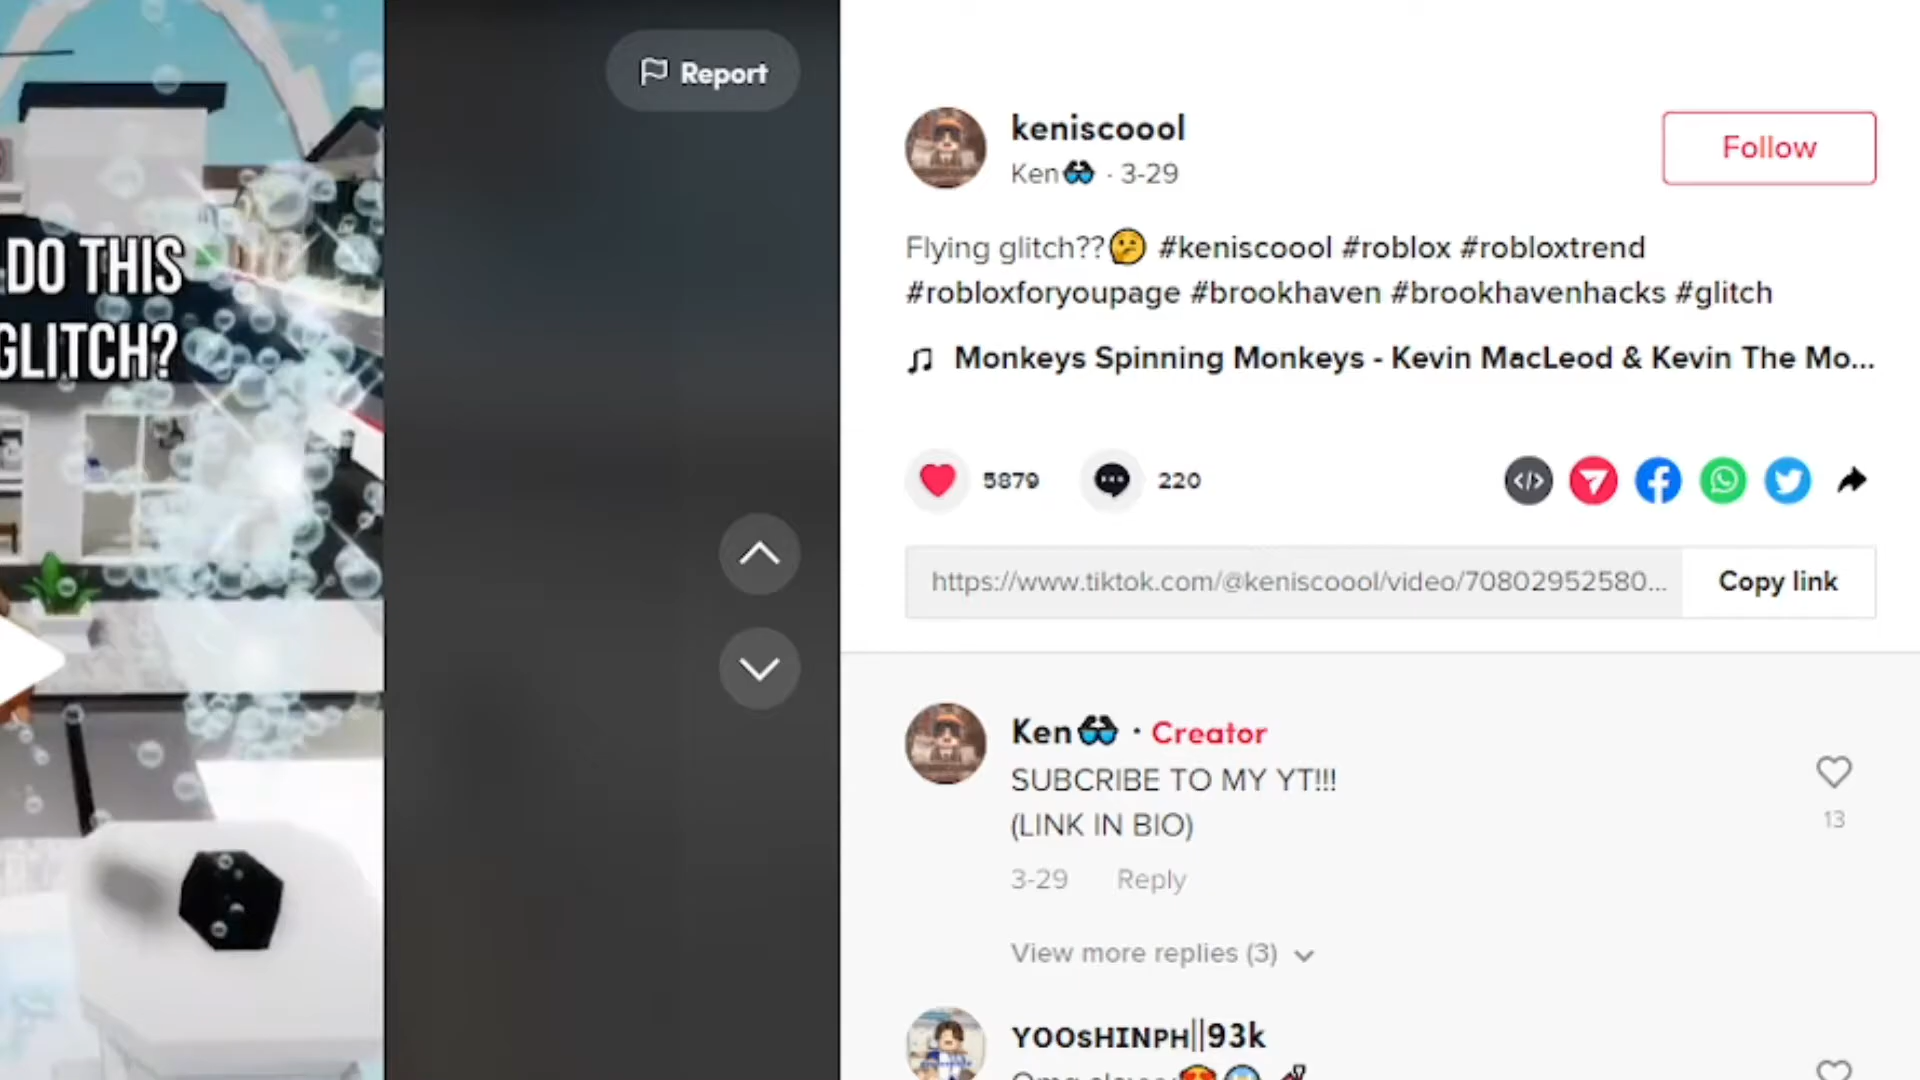 DO THIS
GLITCH?
Report
keniscoool
Ken · 3-29
Follow
Flying glitch?? #keniscoool #roblox #robloxtrend
#robloxforyoupage #brookhaven #brookhavenhacks #glitch
Monkeys Spinning Monkeys - Kevin MacLeod & Kevin The Mo...
5879
220
https://www.tiktok.com/@keniscoool/video/70802952580...
Copy link
Ken · Creator
SUBCRIBE TO MY YT!!!
(LINK IN BIO)
13
3-29 Reply
View more replies (3)
YOOsHINPH||93k